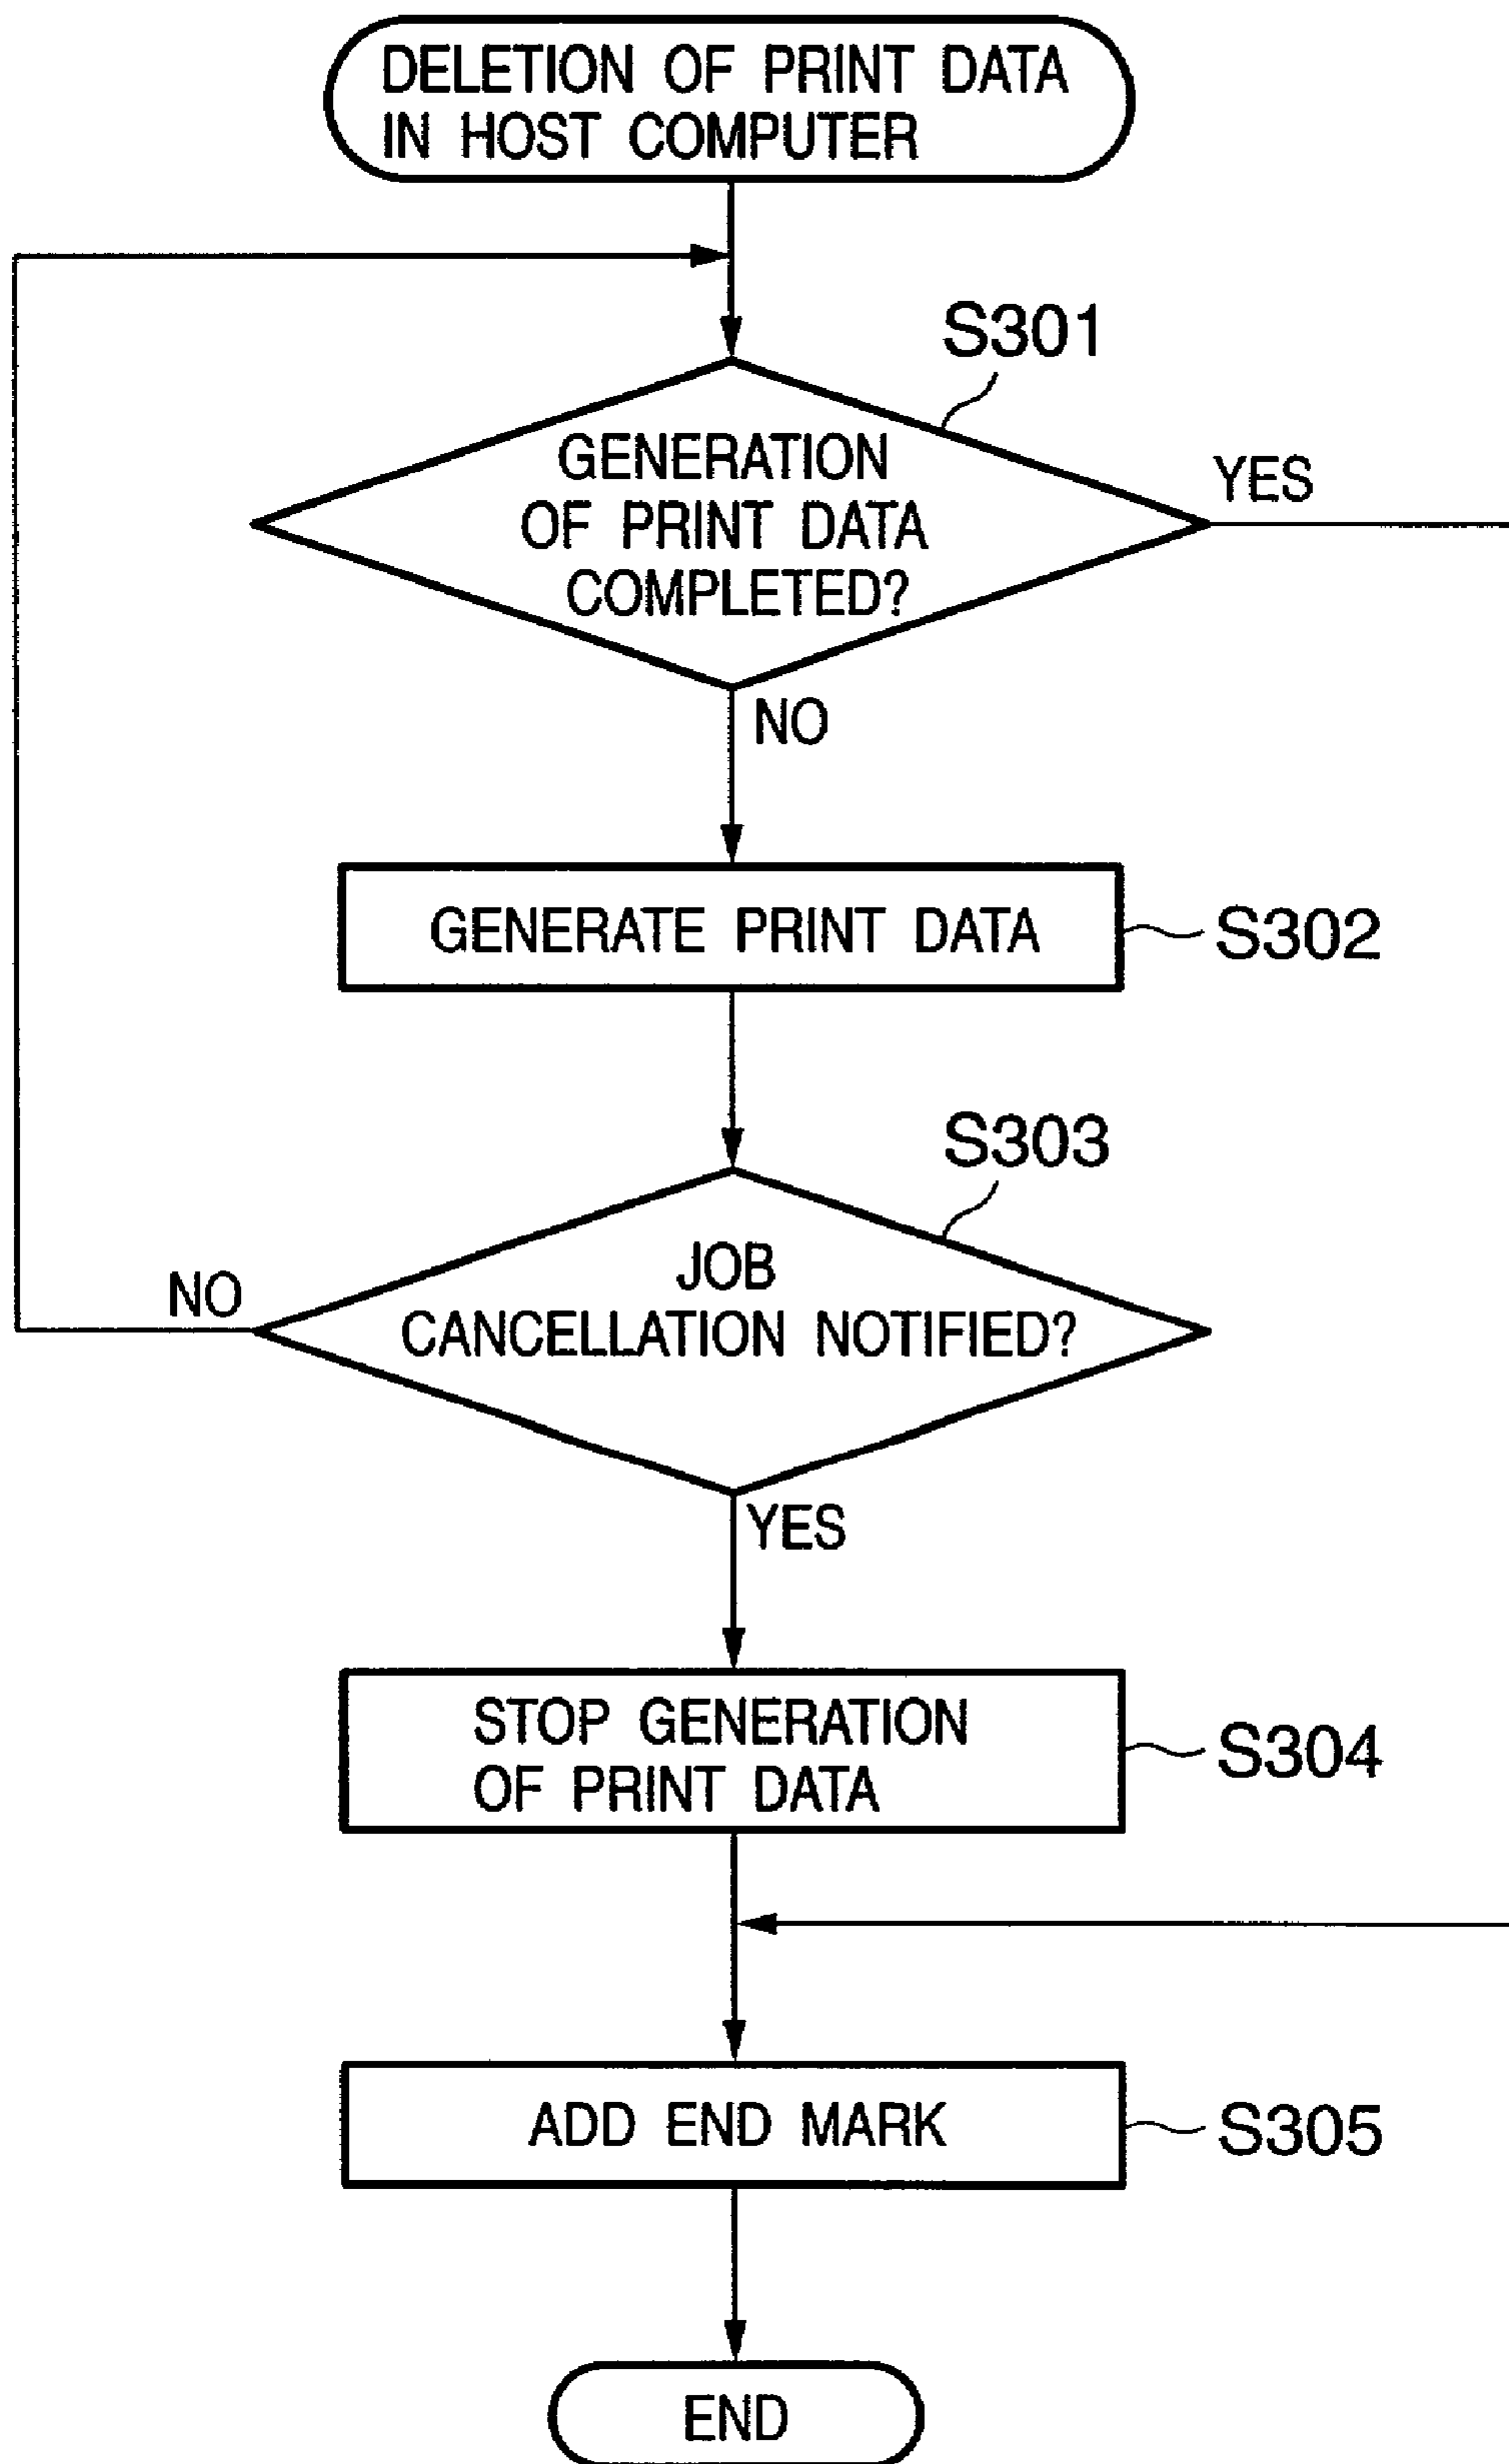 DELETION OF PRINT DATA
IN HOST COMPUTER
S301
GENERATION
OF PRINT DATA
COMPLETED?
YES
NO
GENERATE PRINT DATA
S302
S303
JOB
CANCELLATION NOTIFIED?
NO
YES
STOP GENERATION
OF PRINT DATA
S304
ADD END MARK
S305
END